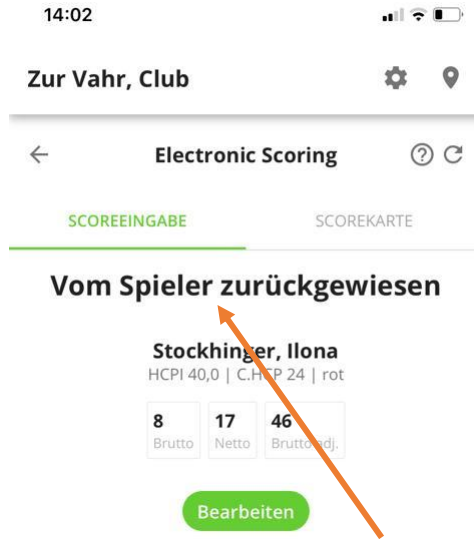 14:02
Zur Vahr, Club
Electronic Scoring
SCOREEINGABE SCOREKARTE
Vom Spieler zurückgewiesen
Stockhinger, Ilona
HCPI 40,0 | C.HCP 24 | rot
8 17 46
Brutto Netto Brutto adj.
Bearbeiten